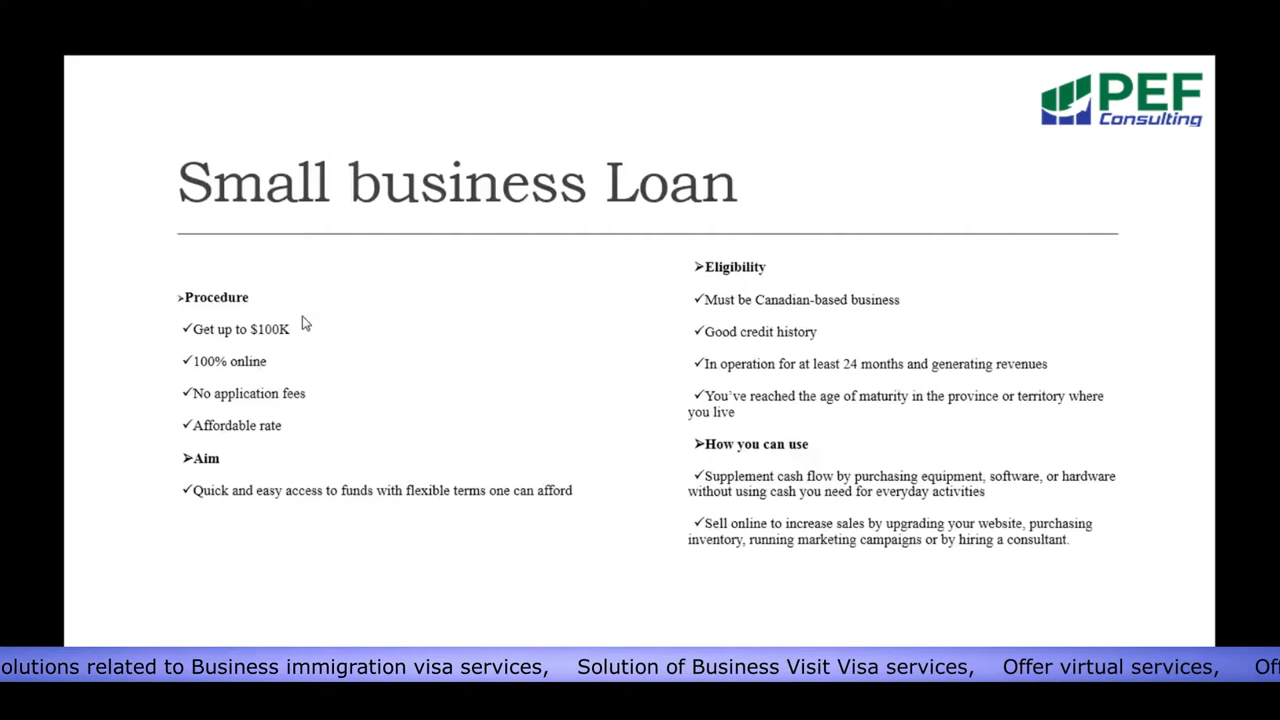 PEF
Consulting
Small business Loan
➢Procedure
✓Get up to $100K
✓100% online
✓No application fees
✓Affordable rate
➢Aim
✓Quick and easy access to funds with flexible terms one can afford
➢Eligibility
✓Must be Canadian-based business
✓Good credit history
✓In operation for at least 24 months and generating revenues
✓You’ve reached the age of maturity in the province or territory where
you live
➢How you can use
✓Supplement cash flow by purchasing equipment, software, or hardware
without using cash you need for everyday activities
✓Sell online to increase sales by upgrading your website, purchasing
inventory, running marketing campaigns or by hiring a consultant.
olutions related to Business immigration visa services, Solution of Business Visit Visa services, Offer virtual services, Of